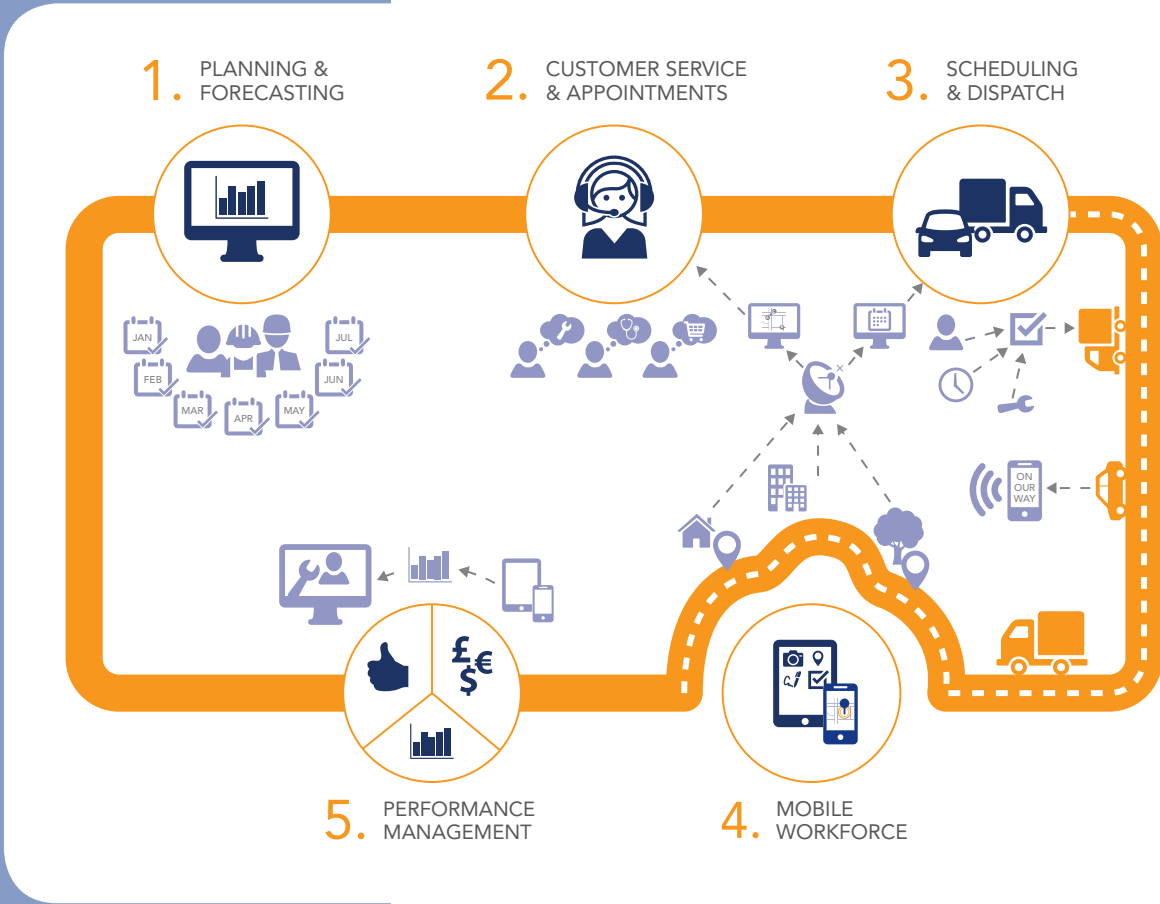 1. PLANNING &
FORECASTING
2. CUSTOMER SERVICE
& APPOINTMENTS
3. SCHEDULING
& DISPATCH
JAN
FEB
MAR
APR
MAY
JUN
JUL
ON
OUR
WAY
£
€
$
5. PERFORMANCE
MANAGEMENT
4. MOBILE
WORKFORCE